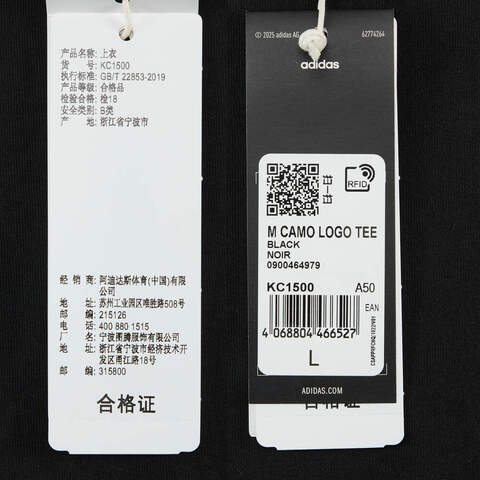 产品名称: 上衣
货 号: KC1500
执行标准: GB/T 22853-2019
产品等级: 合格品
检验合格: 检18
安全类别: B类
产 地: 浙江省宁波市
经 销 商: 阿迪达斯体育(中国)有限
公司
地 址: 苏州工业园区唯胜路508号
邮 编: 215126
电 话: 400 880 1515
厂 名: 宁波图腾服饰有限公司
地 址: 浙江省宁波市经济技术开
发区甬江路18号
邮 编: 315800
合格证
© 2025 adidas AG
62774264
adidas
RFID
M CAMO LOGO TEE
BLACK
NOIR
0900464979
KC1500 A50
EAN
4 068804 466527
L
ADIDAS.COM
合格证